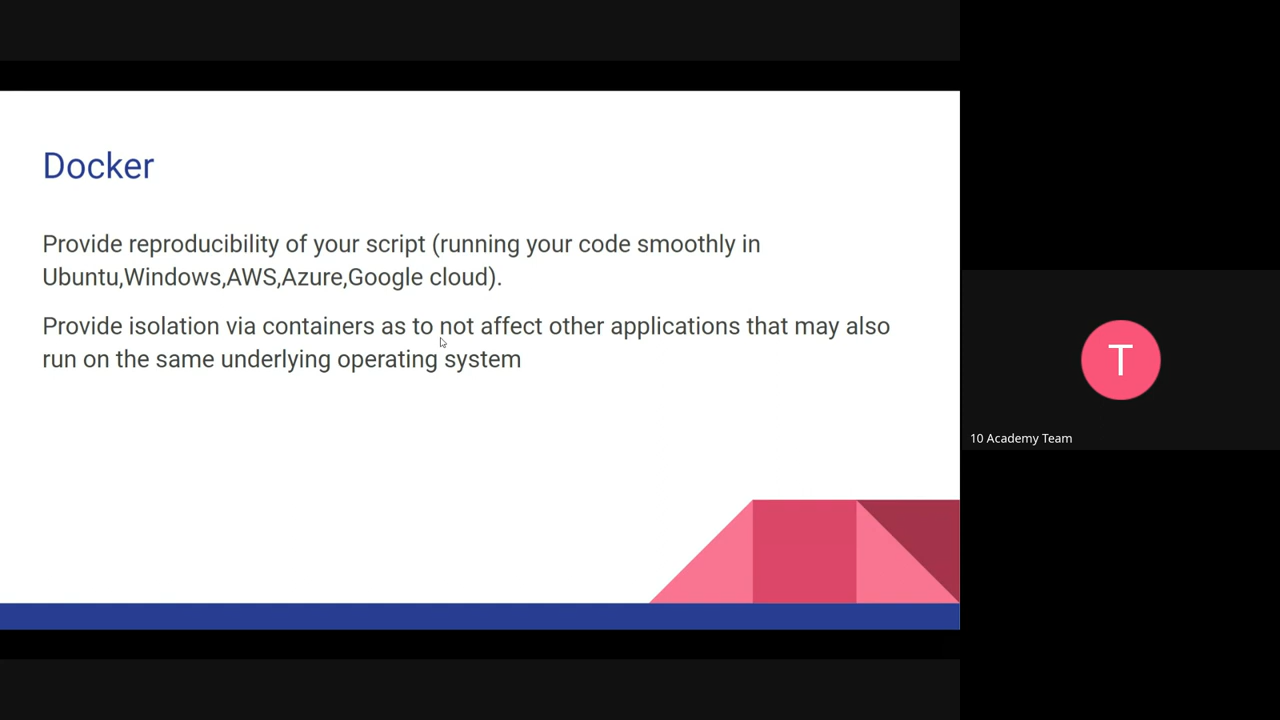 Docker
Provide reproducibility of your script (running your code smoothly in
Ubuntu,Windows,AWS,Azure,Google cloud).
Provide isolation via containers as to not affect other applications that may also
run on the same underlying operating system
T
10 Academy Team